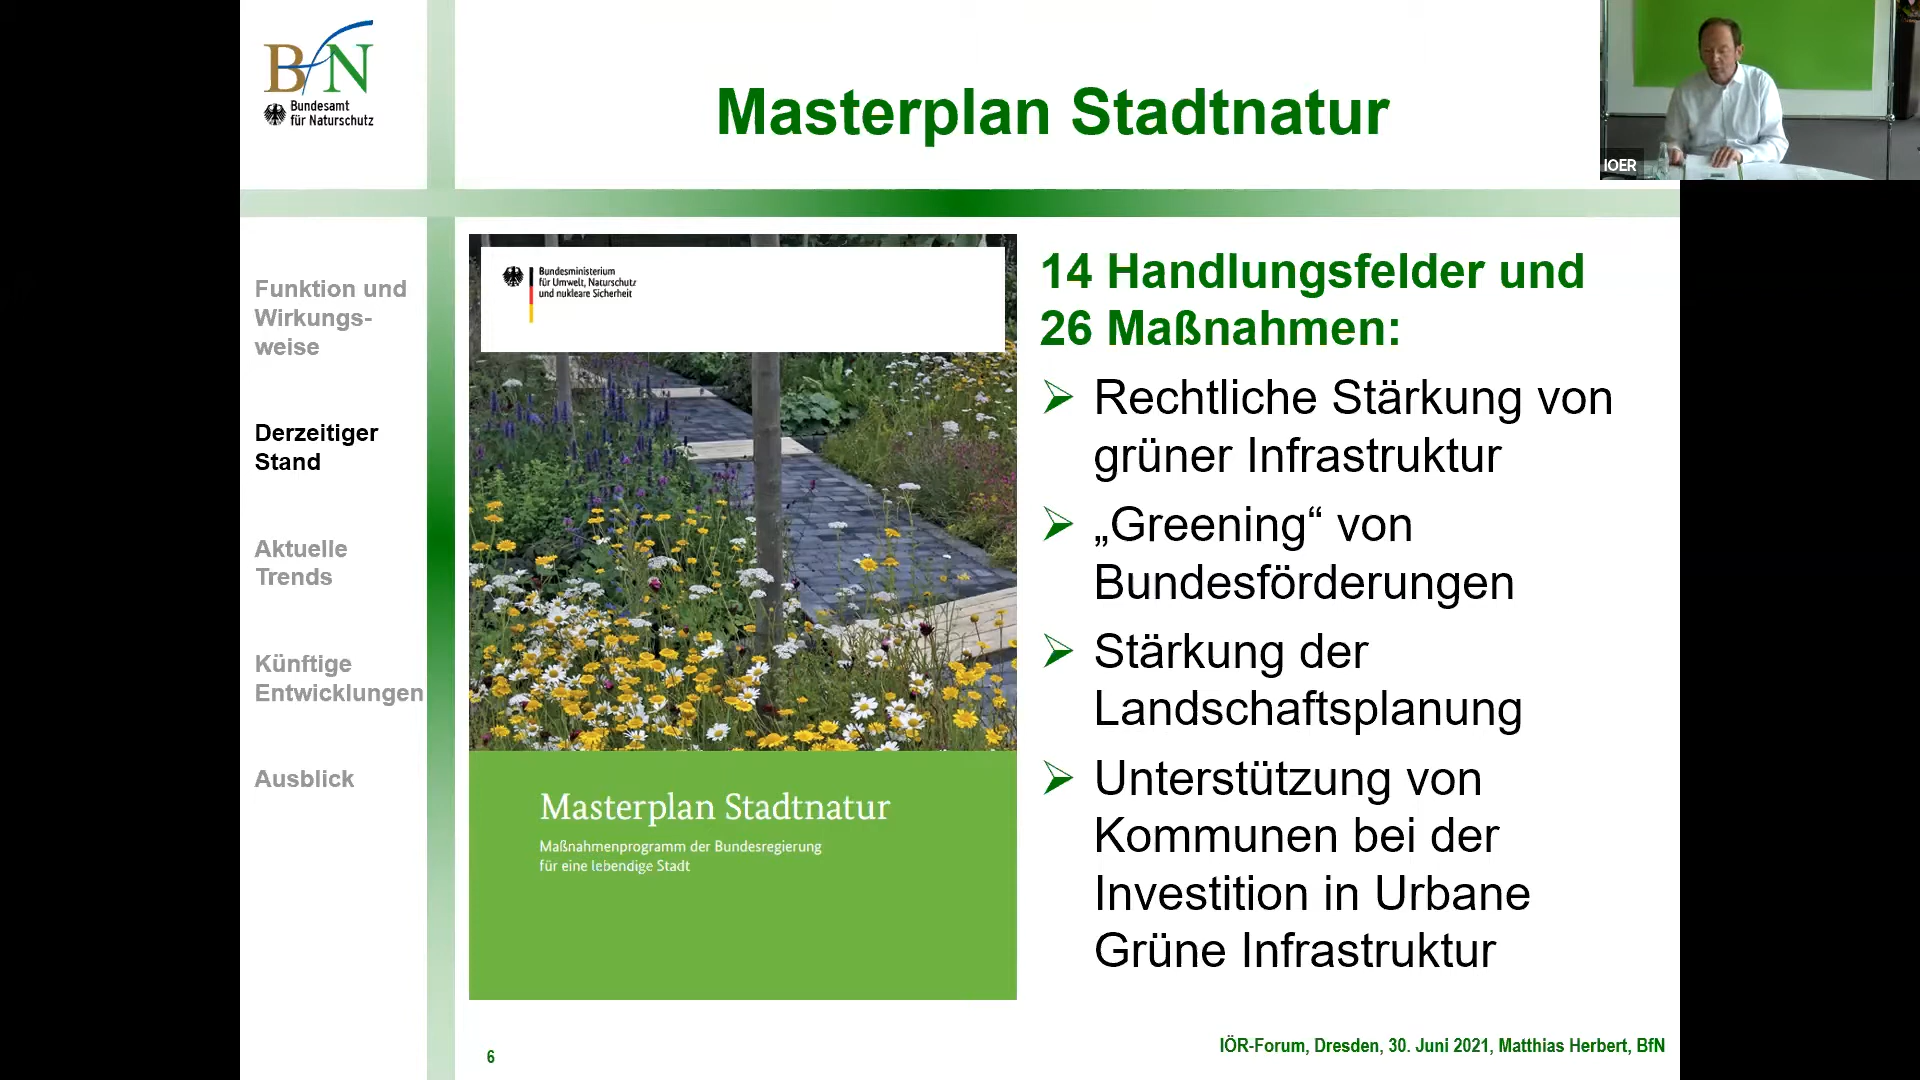 BfN
Bundesamt
für Naturschutz
Masterplan Stadtnatur
IOER
Funktion und
Wirkungs-
weise
Derzeitiger
Stand
Aktuelle
Trends
Künftige
Entwicklungen
Ausblick
Bundesministerium
für Umwelt, Naturschutz
und nukleare Sicherheit
Masterplan Stadtnatur
Maßnahmenprogramm der Bundesregierung
für eine lebendige Stadt
14 Handlungsfelder und
26 Maßnahmen:
Rechtliche Stärkung von
grüner Infrastruktur
„Greening“ von
Bundesförderungen
Stärkung der
Landschaftsplanung
Unterstützung von
Kommunen bei der
Investition in Urbane
Grüne Infrastruktur
6
IÖR-Forum, Dresden, 30. Juni 2021, Matthias Herbert, BfN